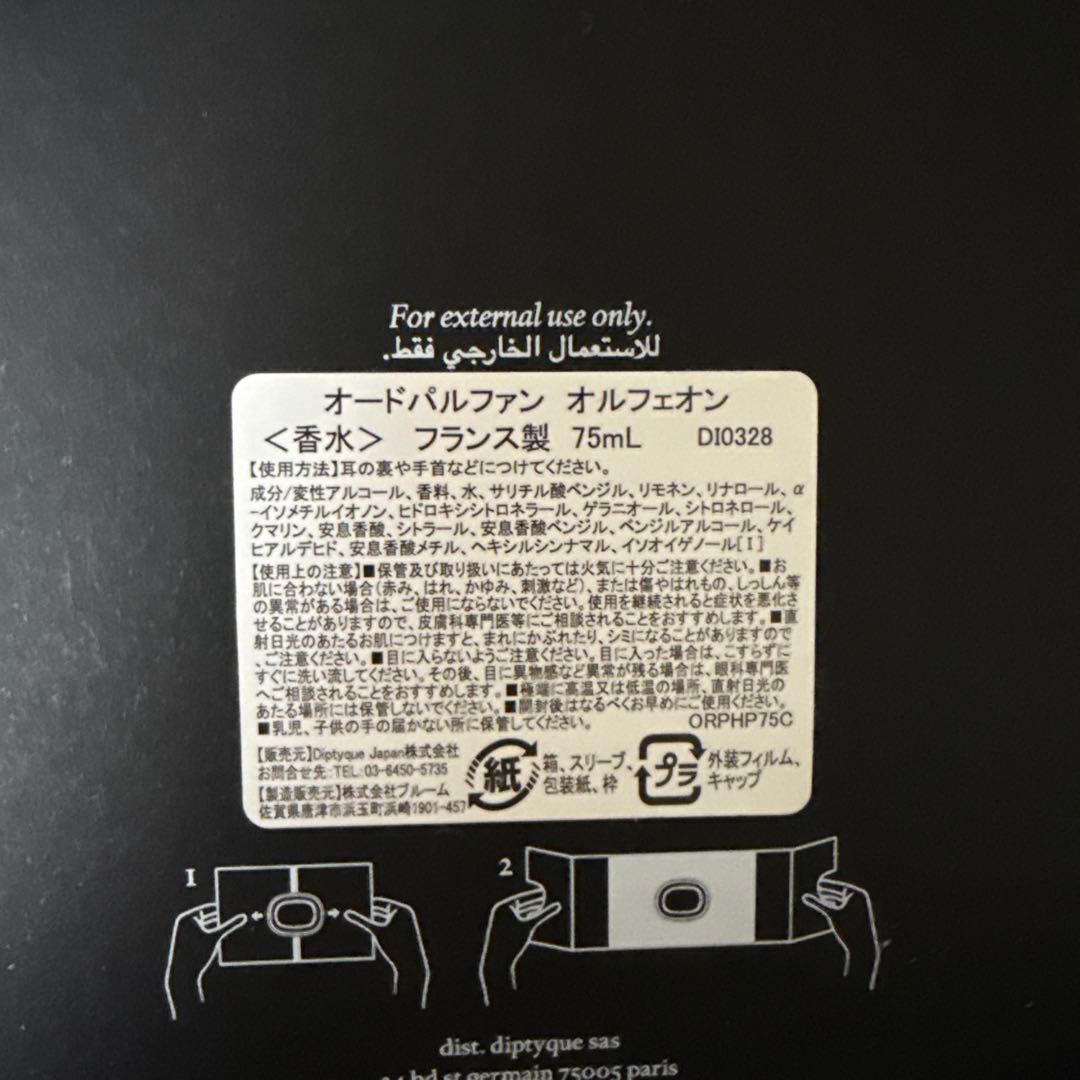 For external use only.
للاستعمال الخارجي فقط.
オードパルファン オルフェオン
＜香水＞ フランス製 75mL DI0328
【使用方法】耳の裏や手首などにつけてください。
成分/変性アルコール、香料、水、サリチル酸ベンジル、リモネン、リナロール、α
-イソメチルイオノン、ヒドロキシシトロネラール、ゲラニオール、シトロネロール、
クマリン、安息香酸、シトラール、安息香酸ベンジル、ベンジルアルコール、ケイ
ヒアルデヒド、安息香酸メチル、ヘキシルシンナマル、イソオイゲノール[I]
【使用上の注意】■保管及び取り扱いにあたっては火気に十分ご注意ください。■お
肌に合わない場合(赤み、はれ、かゆみ、刺激など)、または傷やはれもの、しっしん等
の異常がある場合は、ご使用にならないでください。使用を継続されると症状を悪化さ
せることがありますので、皮膚科専門医等にご相談されることをおすすめします。■直
射日光のあたるお肌につけますと、まれにかぶれたり、シミになることがありますので
、ご注意ください。■目に入らないようご注意ください。目に入った場合は、こすらずに
すぐに洗い流してください。その後、目に異物感など異常が残る場合は、眼科専門医
へご相談されることをおすすめします。■極端に高温又は低温の場所、直射日光の
あたる場所には保管しないでください。■開封後はなるべくお早めにご使用ください。
■乳児、子供の手の届かない所に保管してください。 ORPHP75C
【販売元】Diptyque Japan株式会社
お問合せ先:TEL:03-6450-5735
【製造販売元】株式会社ブルーム
佐賀県唐津市浜玉町浜崎1901-457
紙
箱、スリーブ、
包装紙、枠
プラ
外装フィルム、
キャップ
1
2
dist. diptyque sas
34 bd st germain 75005 paris